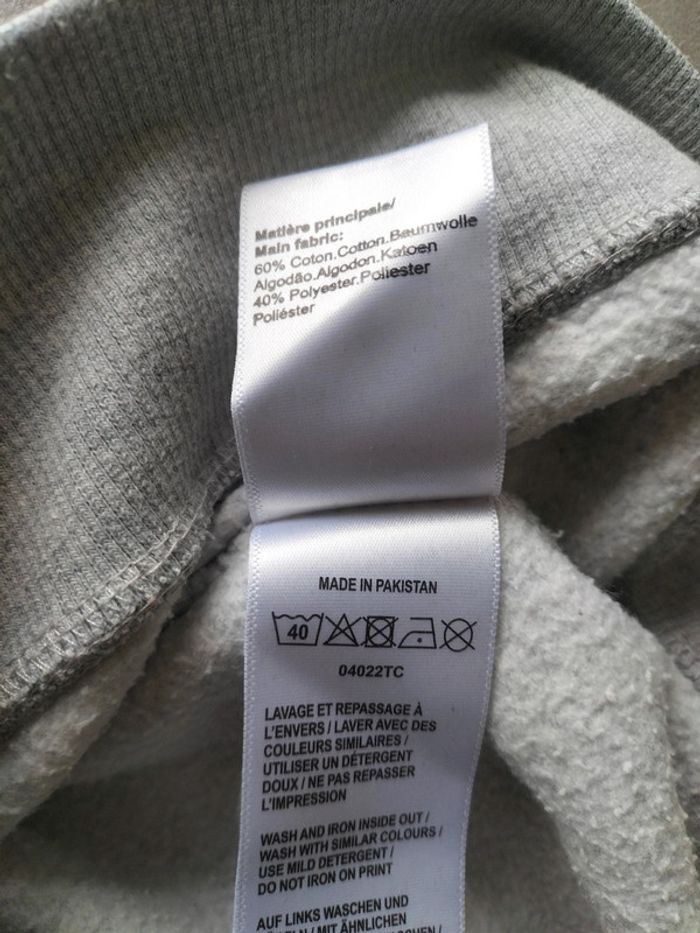 Matière principale/
Main fabric:
60% Coton.Cotton.Baumwolle
Algodão.Algodon.Katoen
40% Polyester.Poliester
Poliéster
MADE IN PAKISTAN
40
04022TC
LAVAGE ET REPASSAGE À
L'ENVERS / LAVER AVEC DES
COULEURS SIMILAIRES /
UTILISER UN DÉTERGENT
DOUX / NE PAS REPASSER
L'IMPRESSION
WASH AND IRON INSIDE OUT /
WASH WITH SIMILAR COLOURS /
USE MILD DETERGENT /
DO NOT IRON ON PRINT
AUF LINKS WASCHEN UND
/ MIT ÄHNLICHEN